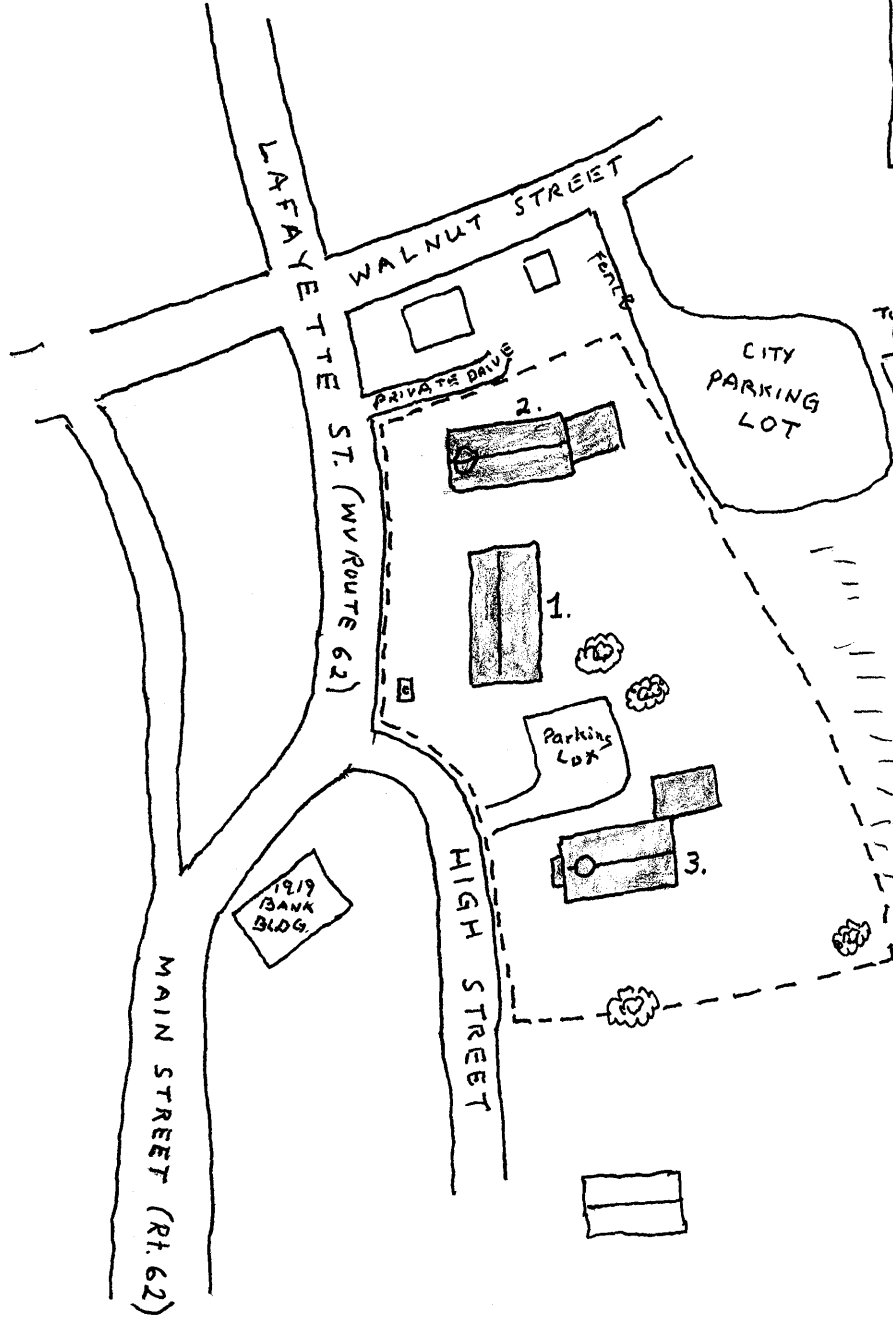 LAFAYETTE ST. (WV ROUTE 62)
WALNUT STREET
Fence
CITY
PARKING
LOT
PRIVATE DRIVE
2.
1.
Parking
Lot
3.
1919
BANK
BLDG.
HIGH STREET
MAIN STREET (Rt. 62)